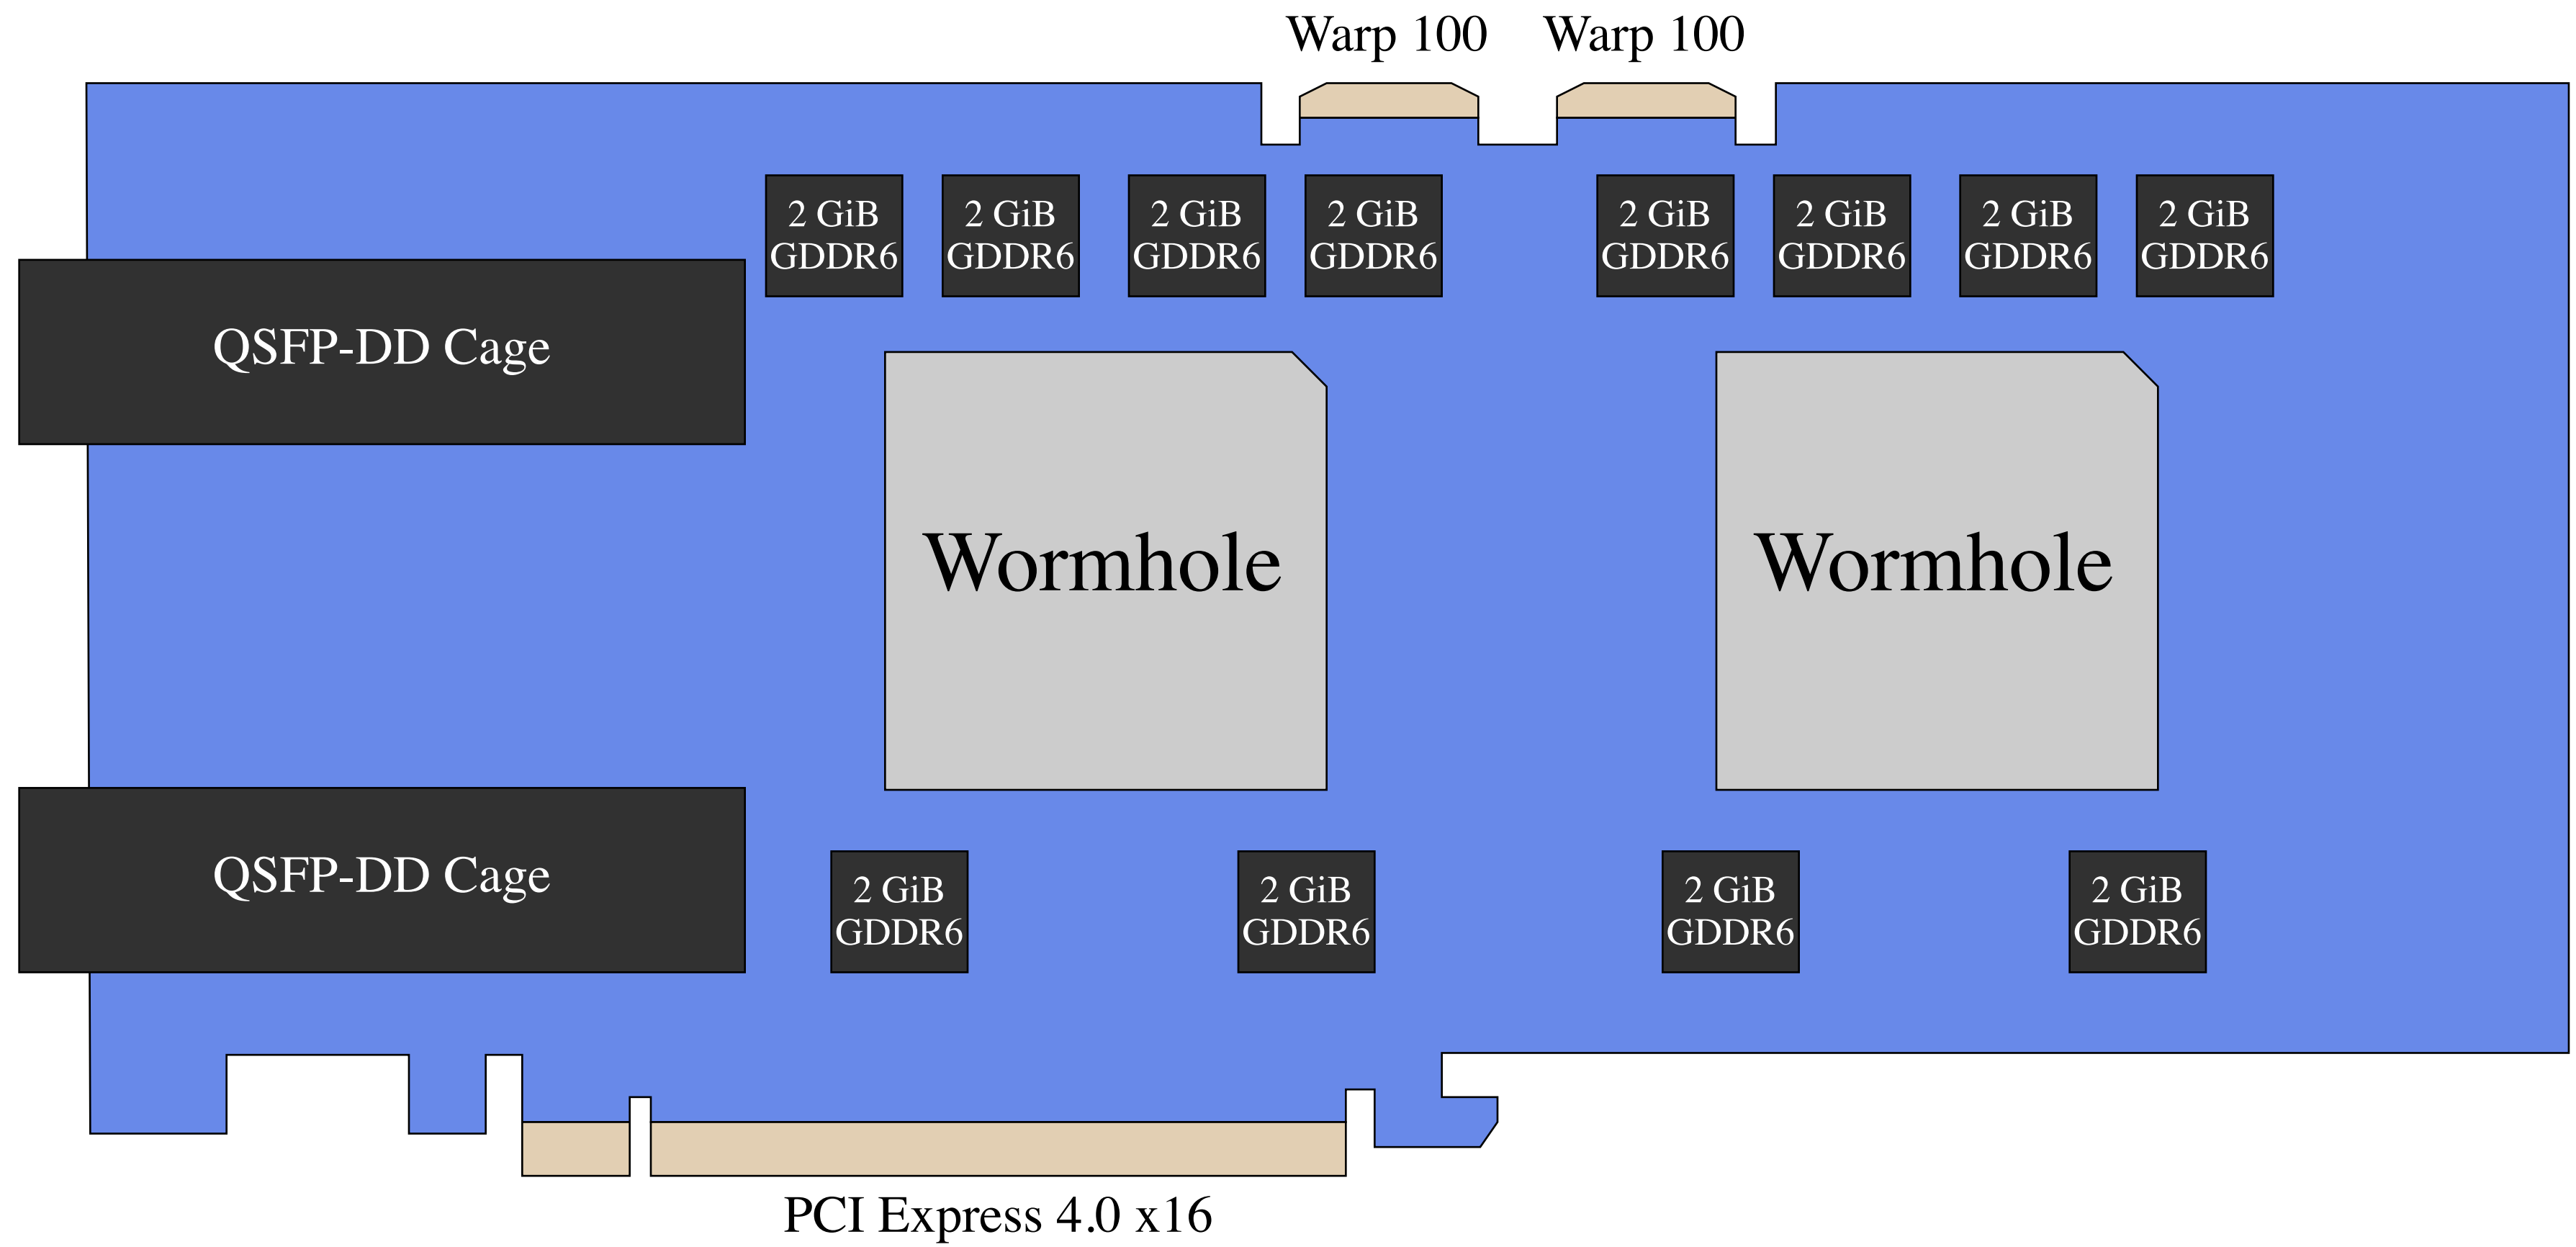 Warp 100 Warp 100
2 GiB 2 GiB 2 GiB 2 GiB 2 GiB 2 GiB 2 GiB 2 GiB
GDDR6 GDDR6 GDDR6 GDDR6 GDDR6 GDDR6 GDDR6 GDDR6
QSFP-DD Cage
Wormhole Wormhole
QSFP-DD Cage
2 GiB 2 GiB 2 GiB 2 GiB
GDDR6 GDDR6 GDDR6 GDDR6
PCI Express 4.0 x16